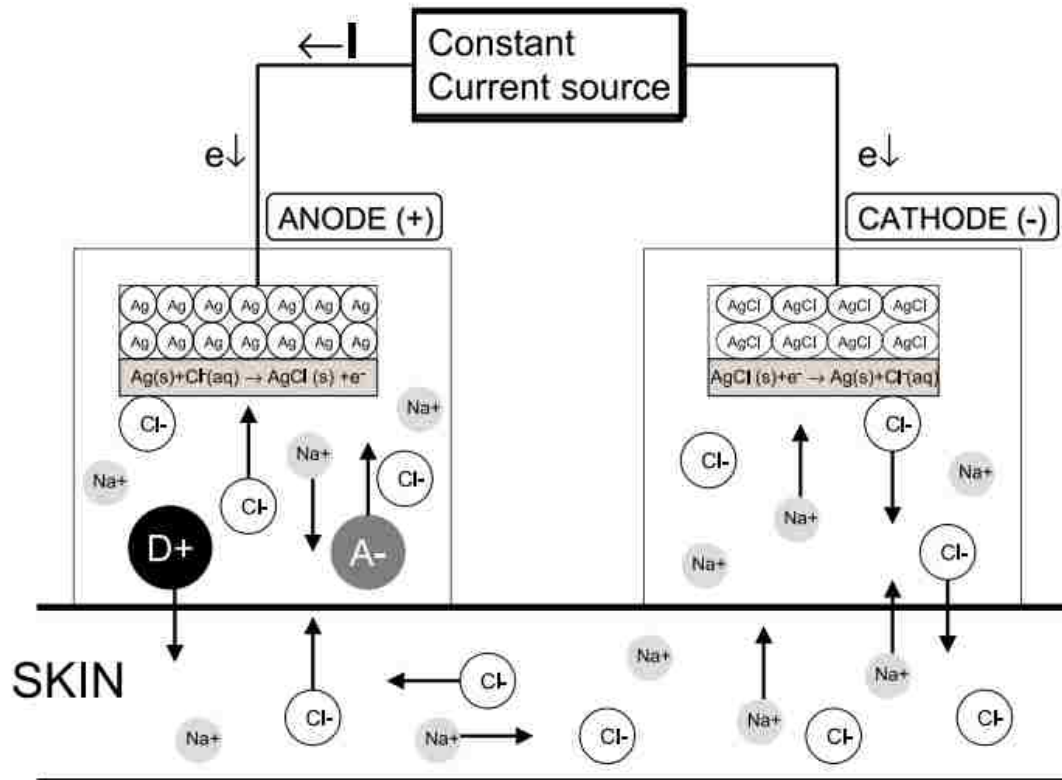 ←I
Constant
Current source
e↓
e↓
ANODE (+)
CATHODE (-)
Ag Ag Ag Ag Ag Ag Ag
Ag Ag Ag Ag Ag Ag Ag
Ag(s)+Cl-(aq) → AgCl (s) +e-
AgCl AgCl AgCl AgCl
AgCl AgCl AgCl AgCl
AgCl (s)+e- → Ag(s)+Cl-(aq)
Cl-
Na+
Na+
Cl-
Na+
Cl-
D+
A-
Cl-
Cl-
Na+
Na+
Na+
Cl-
SKIN
Na+
Cl-
Cl-
Na+
Cl-
Na+
Na+
Cl-
Na+
Cl-
Cl-